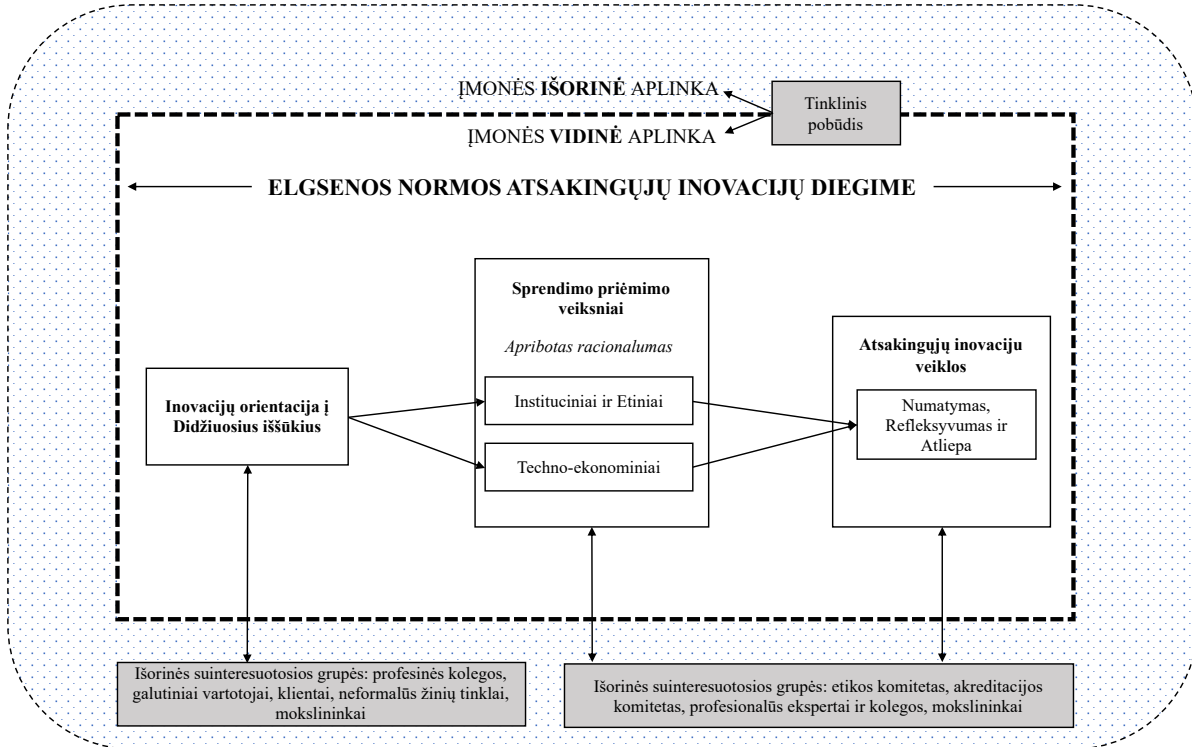 ĮMONĖS IŠORINĖ APLINKA
Tinklinis
pobūdis
ĮMONĖS VIDINĖ APLINKA
ELGSENOS NORMOS ATSAKINGŲJŲ INOVACIJŲ DIEGIME
Sprendimo priėmimo
veiksniai
Apribotas racionalumas
Inovacijų orientacija į
Didžiuosius iššūkius
Instituciniai ir Etiniai
Techno-ekonominiai
Atsakingųjų inovaciju
veiklos
Numatymas,
Refleksyvumas ir
Atliepa
Išorinės suinteresuotosios grupės: profesinės kolegos,
galutiniai vartotojai, klientai, neformalūs žinių tinklai,
mokslininkai
Išorinės suinteresuotosios grupės: etikos komitetas, akreditacijos
komitetas, profesionalūs ekspertai ir kolegos, mokslininkai